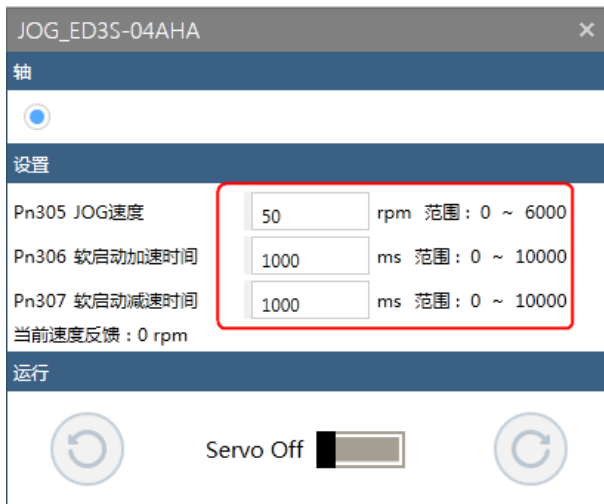 JOG_ED3S-04AHA
轴
设置
Pn305 JOG速度 50 rpm 范围：0 ~ 6000
Pn306 软启动加速时间 1000 ms 范围：0 ~ 10000
Pn307 软启动减速时间 1000 ms 范围：0 ~ 10000
当前速度反馈：0 rpm
运行
Servo Off